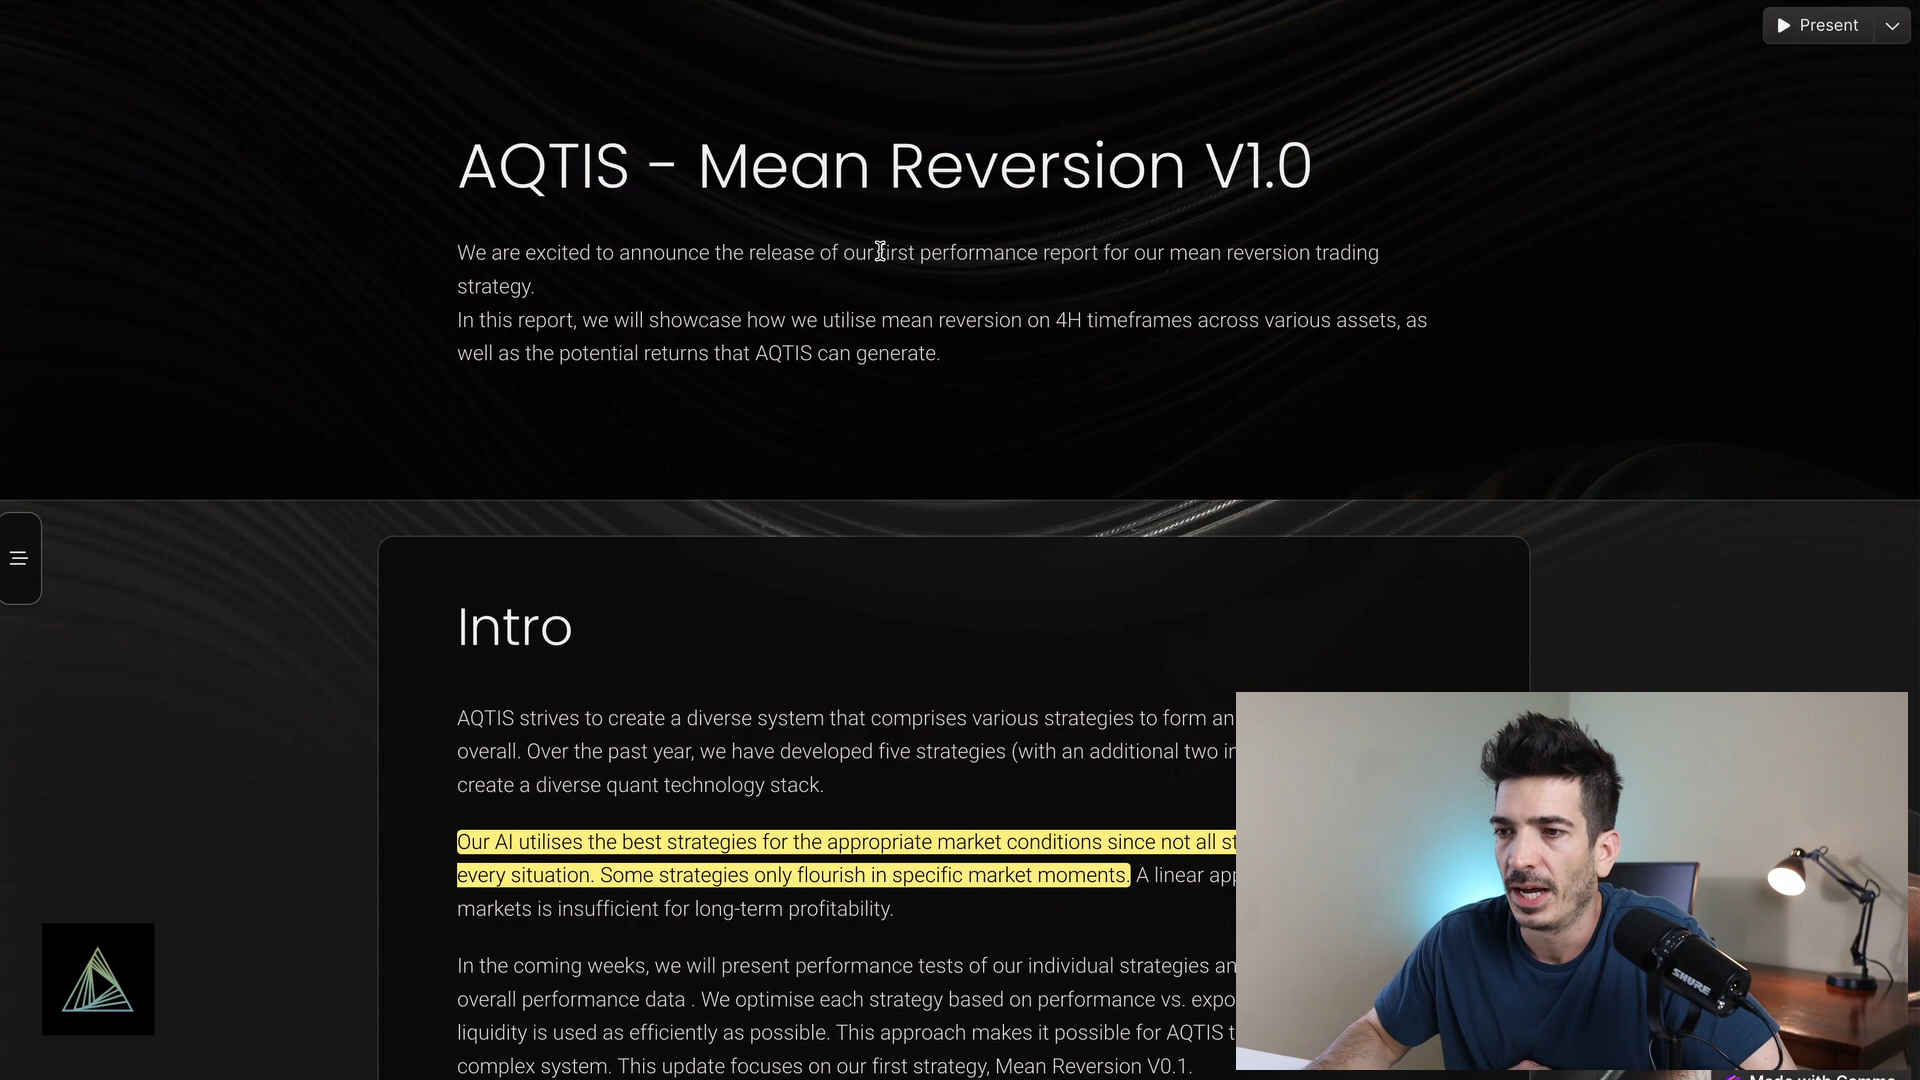 Present
AQTIS - Mean Reversion V1.0
We are excited to announce the release of our first performance report for our mean reversion trading
strategy.
In this report, we will showcase how we utilise mean reversion on 4H timeframes across various assets, as
well as the potential returns that AQTIS can generate.
Intro
AQTIS strives to create a diverse system that comprises various strategies to form an
overall. Over the past year, we have developed five strategies (with an additional two
create a diverse quant technology stack.
Our AI utilises the best strategies for the appropriate market conditions since not all
every situation. Some strategies only flourish in specific market moments. A linear
markets is insufficient for long-term profitability.
In the coming weeks, we will present performance tests of our individual strategies
overall performance data . We optimise each strategy based on performance vs.
liquidity is used as efficiently as possible. This approach makes it possible for AQTIS
complex system. This update focuses on our first strategy, Mean Reversion V0.1.
SHURE